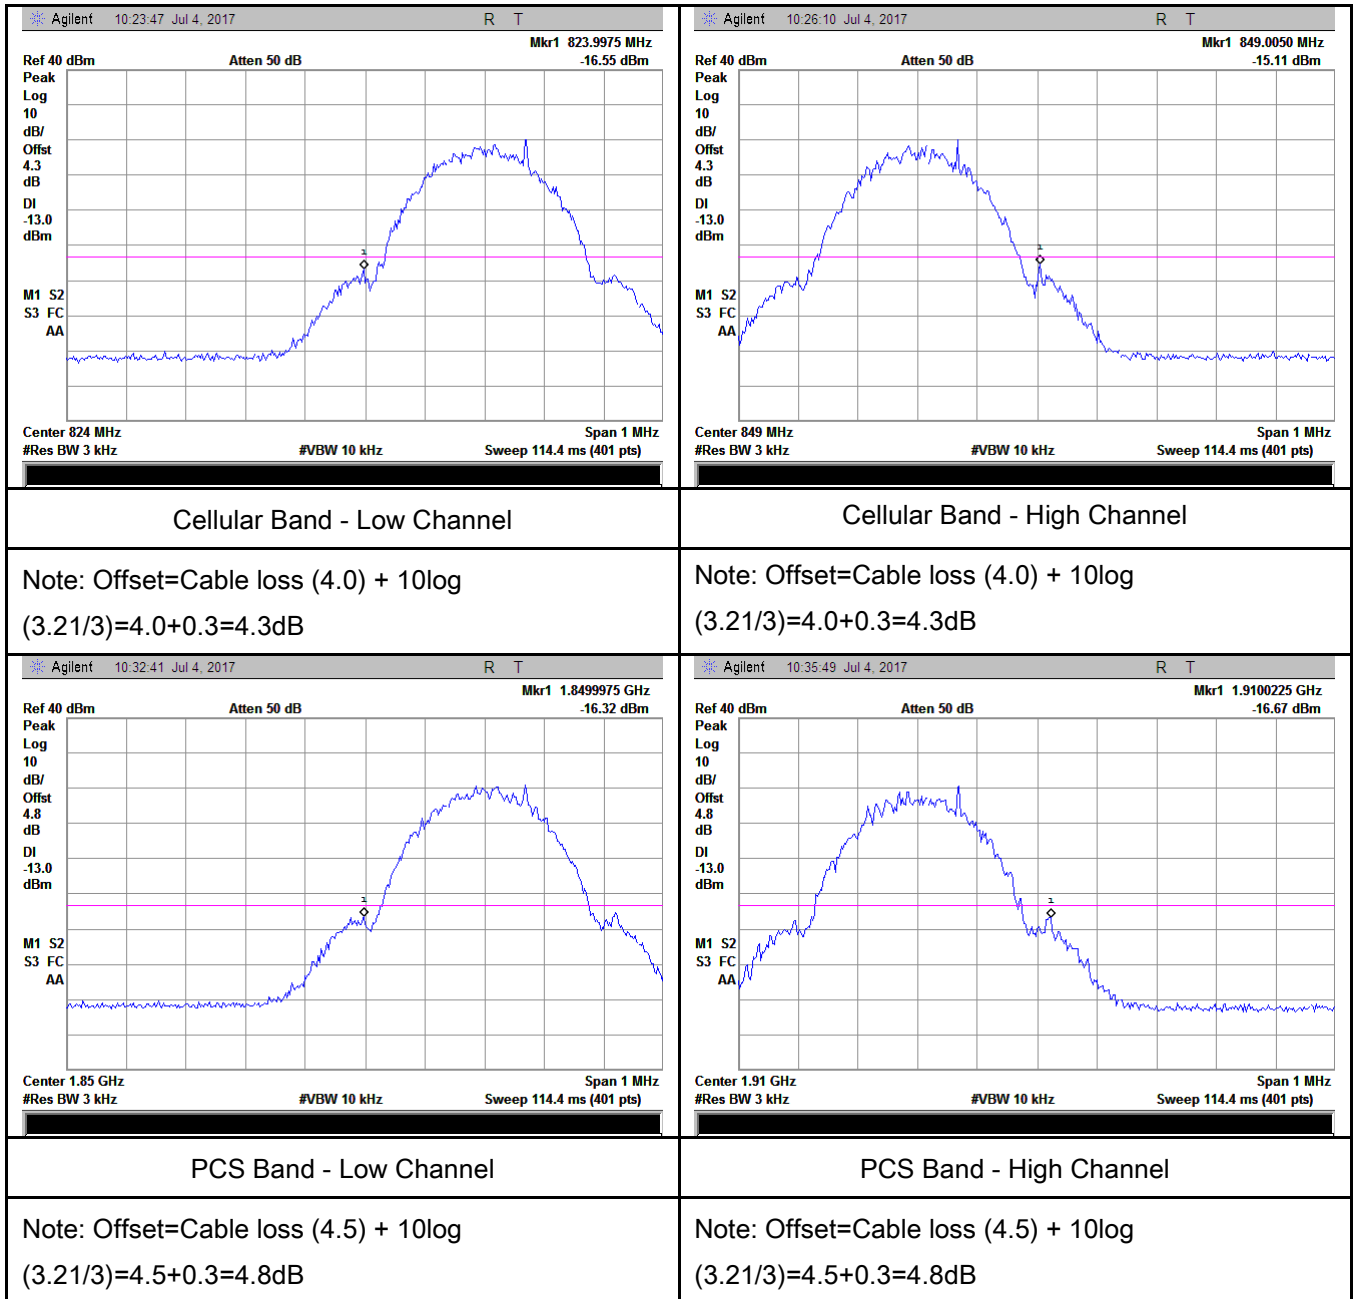 Agilent 10:23:47 Jul 4, 2017 R T
Mkr1 823.9975 MHz
Ref 40 dBm Atten 50 dB -16.55 dBm
Peak
Log
10
dB/
Offst
4.3
dB
DI
-13.0
dBm
1
M1 S2
S3 FC
AA
Center 824 MHz Span 1 MHz
#Res BW 3 kHz #VBW 10 kHz Sweep 114.4 ms (401 pts)
Agilent 10:26:10 Jul 4, 2017 R T
Mkr1 849.0050 MHz
Ref 40 dBm Atten 50 dB -15.11 dBm
Peak
Log
10
dB/
Offst
4.3
dB
DI
-13.0
dBm
1
M1 S2
S3 FC
AA
Center 849 MHz Span 1 MHz
#Res BW 3 kHz #VBW 10 kHz Sweep 114.4 ms (401 pts)
Cellular Band - Low Channel
Cellular Band - High Channel
Note: Offset=Cable loss (4.0) + 10log
(3.21/3)=4.0+0.3=4.3dB
Note: Offset=Cable loss (4.0) + 10log
(3.21/3)=4.0+0.3=4.3dB
Agilent 10:32:41 Jul 4, 2017 R T
Mkr1 1.8499975 GHz
Ref 40 dBm Atten 50 dB -16.32 dBm
Peak
Log
10
dB/
Offst
4.8
dB
DI
-13.0
dBm
1
M1 S2
S3 FC
AA
Center 1.85 GHz Span 1 MHz
#Res BW 3 kHz #VBW 10 kHz Sweep 114.4 ms (401 pts)
Agilent 10:35:49 Jul 4, 2017 R T
Mkr1 1.9100225 GHz
Ref 40 dBm Atten 50 dB -16.67 dBm
Peak
Log
10
dB/
Offst
4.8
dB
DI
-13.0
dBm
1
M1 S2
S3 FC
AA
Center 1.91 GHz Span 1 MHz
#Res BW 3 kHz #VBW 10 kHz Sweep 114.4 ms (401 pts)
PCS Band - Low Channel
PCS Band - High Channel
Note: Offset=Cable loss (4.5) + 10log
(3.21/3)=4.5+0.3=4.8dB
Note: Offset=Cable loss (4.5) + 10log
(3.21/3)=4.5+0.3=4.8dB